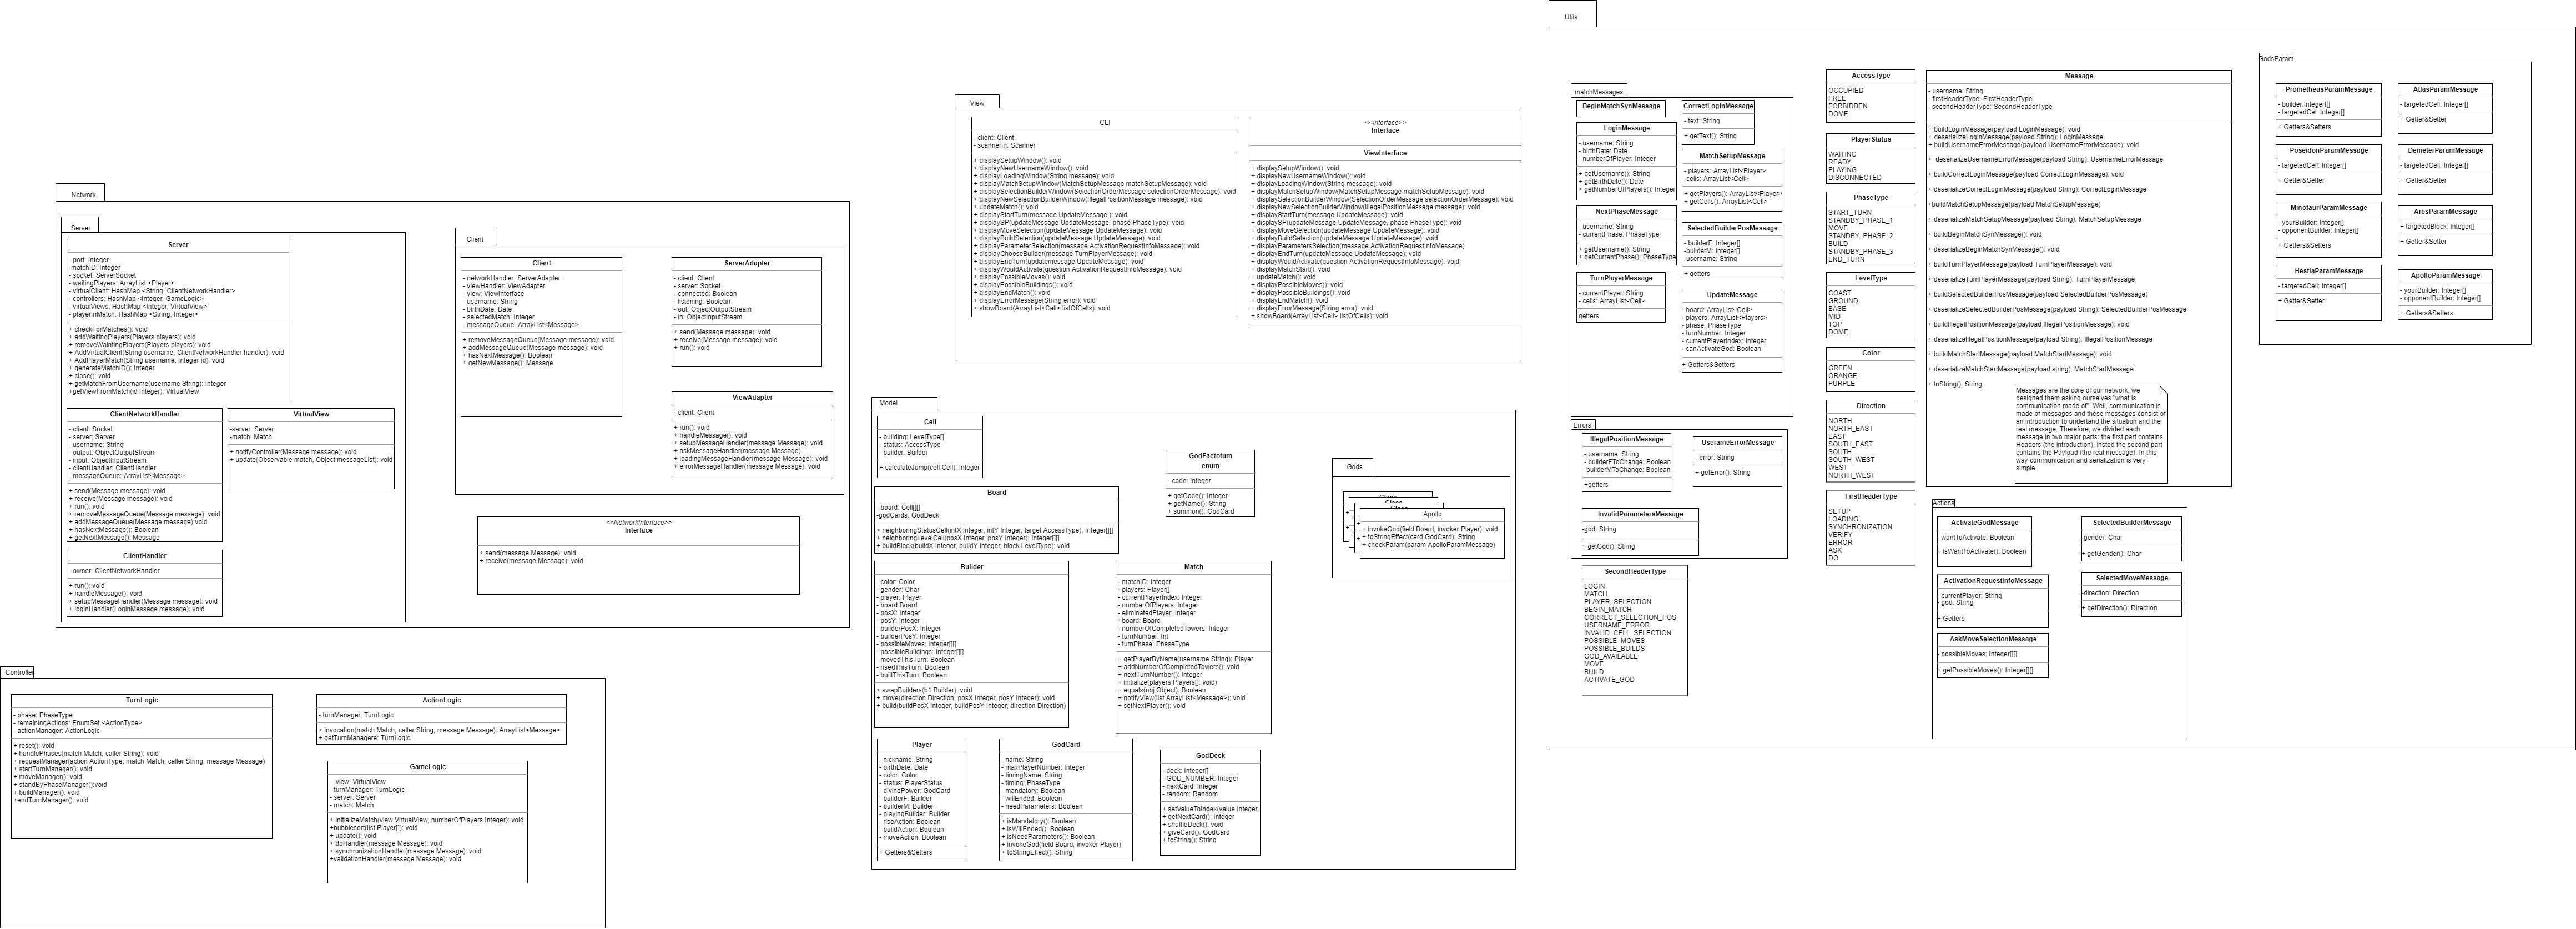 Utils
GodsParam
PrometheusParamMessage
- builder:Integert[]
- targetedCel: Integer[]
+ Getters&Setters
AtlasParamMessage
- targetedCell: Integer[]
+ Getter&Setter
PoseidonParamMessage
- targetedCell: Integer[]
+ Getter&Setter
DemeterParamMessage
- targetedCell: Integer[]
+ Getter&Setter
MinotaurParamMessage
- yourBuilder: Integer[]
- opponentBuilder: Integer[]
+ Getters&Setters
AresParamMessage
+ targetedBlock: Integer[]
+ Getter&Setter
HestiaParamMessage
- targetedCell: Integer[]
+ Getter&Setter
ApolloParamMessage
- yourBuilder: Integer[]
- opponentBuilder: Integer[]
+ Getters&Setters
AccessType
OCCUPIED
FREE
FORBIDDEN
DOME
PlayerStatus
WAITING
READY
PLAYING
DISCONNECTED
PhaseType
START_TURN
STANDBY_PHASE_1
MOVE
STANDBY_PHASE_2
BUILD
STANDBY_PHASE_3
END_TURN
LevelType
COAST
GROUND
BASE
MID
TOP
DOME
Color
GREEN
ORANGE
PURPLE
Direction
NORTH
NORTH_EAST
EAST
SOUTH_EAST
SOUTH
SOUTH_WEST
WEST
NORTH_WEST
FirstHeaderType
SETUP
LOADING
SYNCHRONIZATION
VERIFY
ERROR
ASK
DO
Message
- username: String
- firstHeaderType: FirstHeaderType
- secondHeaderType: SecondHeaderType
+ buildLoginMessage(payload LoginMessage): void
+ deserializeLoginMessage(payload String): LoginMessage
+ buildUsernameErrorMessage(payload UsernameErrorMessage): void
+ deserializeUsernameErrorMessage(payload String): UsernameErrorMessage
+ buildCorrectLoginMessage(payload CorrectLoginMessage): void
+ deserializeCorrectLoginMessage(payload String): CorrectLoginMessage
+buildMatchSetupMessage(payload MatchSetupMessage)
+ deserializeMatchSetupMessage(payload String): MatchSetupMessage
+ buildBeginMatchSynMessage(): void
+ deserializeBeginMatchSynMessage(): void
+ buildTurnPlayerMessage(payload TurnPlayerMessage): void
+ deserializeTurnPlayerMessage(payload String): TurnPlayerMessage
+ buildSelectedBuilderPosMessage(payload SelectedBuilderPosMessage)
+ deserializeSelectedBuilderPosMessage(payload String): SelectedBuilderPosMessage
+ buildIllegalPositionMessage(payload IllegalPositionMessage): void
+ deserializeIllegalPositionMessage(payload String): IllegalPositionMessage
+ buildMatchStartMessage(payload MatchStartMessage): void
+ deserializeMatchStartMessage(payload string): MatchStartMessage
+ toString(): String
Messages are the core of our network; we
designed them asking ourselves "what is
communication made of". Well, communication is
made of messages and these messages consist of
an introduction to undertand the situation and the
real message. Therefore, we divided each
message in two major parts: the first part contains
Headers (the introduction), insted the second part
contains the Payload (the real message). In this
way communication and serialization is very
simple.
matchMessages
BeginMatchSynMessage
CorrectLoginMessage
- text: String
+ getText(): String
LoginMessage
- username: String
- birthDate: Date
- numberOfPlayer: Integer
+ getUsername(): String
+ getBirthDate(): Date
+ getNumberOfPlayers(): Integer
MatchSetupMessage
- players: ArrayList<Player>
-cells: ArrayList<Cell>
+ getPlayers(): ArrayList<Player>
+ getCells(). ArrayList<Cell>
NextPhaseMessage
- username: String
- currentPhase: PhaseType
+ getUsername(): String
+ getCurrentPhase(): PhaseType
SelectedBuilderPosMessage
- builderF: Integer[]
-builderM: Integer[]
-username: String
+ getters
TurnPlayerMessage
- currentPlayer: String
- cells: ArrayList<Cell>
getters
UpdateMessage
- board: ArrayList<Cell>
- players: ArrayList<Players>
- phase: PhaseType
- turnNumber: Integer
- currentPlayerIndex: Integer
- canActivateGod: Boolean
+ Getters&Setters
Errors
IllegalPositionMessage
- username: String
- builderFToChange: Boolean
-builderMToChange: Boolean
+getters
UserameErrorMessage
- error: String
+ getError(): String
InvalidParametersMessage
-god: String
+ getGod(): String
SecondHeaderType
LOGIN
MATCH
PLAYER_SELECTION
BEGIN_MATCH
CORRECT_SELECTION_POS
USERNAME_ERROR
INVALID_CELL_SELECTION
POSSIBLE_MOVES
POSSIBLE_BUILDS
GOD_AVAILABLE
MOVE
BUILD
ACTIVATE_GOD
Actions
ActivateGodMessage
- wantToActivate: Boolean
+ isWantToActivate(): Boolean
SelectedBuilderMessage
-gender: Char
+ getGender(): Char
ActivationRequestInfoMessage
- currentPlayer: String
- god: String
+ Getters
SelectedMoveMessage
-direction: Direction
+ getDirection(): Direction
AskMoveSelectionMessage
- possibleMoves: Integer[][]
+ getPossibleMoves(): Integer[][]
View
CLI
- client: Client
- scannerIn: Scanner
+ displaySetupWindow(): void
+ displayNewUsernameWindow(): void
+ displayLoadingWindow(String message): void
+ displayMatchSetupWindow(MatchSetupMessage matchSetupMessage): void
+ displaySelectionBuilderWindow(SelectionOrderMessage selectionOrderMessage): void
+ displayNewSelectionBuilderWindow(IllegalPositionMessage message): void
+ updateMatch(): void
+ displayStartTurn(message UpdateMessage ): void
+ displaySP(updateMessage UpdateMessage, phase PhaseType): void
+ displayMoveSelection(updateMessage UpdateMessage): void
+ displayBuildSelection(updateMessage UpdateMessage): void
+ displayParameterSelection(message ActivationRequestInfoMessage): void
+ displayChooseBuilder(message TurnPlayerMessage): void
+ displayEndTurn(updatemessage UpdateMessage): void
+ displayWouldActivate(question ActivationRequestInfoMessage): void
+ displayPossibleMoves(): void
+ displayPossibleBuildings(): void
+ displayEndMatch(): void
+ displayErrorMessage(String error): void
+ showBoard(ArrayList<Cell> listOfCells): void
<<Interface>>
Interface
ViewInterface
+ displaySetupWindow(): void
+ displayNewUsernameWindow(): void
+ displayLoadingWindow(String message): void
+ displayMatchSetupWindow(MatchSetupMessage matchSetupMessage): void
+ displaySelectionBuilderWindow(SelectionOrderMessage selectionOrderMessage): void
+ displayNewSelectionBuilderWindow(IllegalPositionMessage message): void
+ displayStartTurn(message UpdateMessage): void
+ displaySP(updateMessage UpdateMessage, phase PhaseType): void
+ displayMoveSelection(updateMessage UpdateMessage): void
+ displayBuildSelection(updateMessage UpdateMessage): void
+ displayParametersSelection(message ActivationRequestInfoMessage)
+ displayEndTurn(updateMessage UpdateMessage): void
+ displayWouldActivate(question ActivationRequestInfoMessage): void
+ displayMatchStart(): void
+ updateMatch(): void
+ displayPossibleMoves(): void
+ displayPossibleBuildings(): void
+ displayEndMatch(): void
+ displayErrorMessage(String error): void
+ showBoard(ArrayList<Cell> listOfCells): void
Network
Server
Server
- port: Integer
-matchID: Integer
- socket: ServerSocket
- waitingPlayers: ArrayList <Player>
- virtualClient: HashMap <String, ClientNetworkHandler>
- controllers: HashMap <Integer, GameLogic>
- virtualViews: HashMap <Integer, VirtualView>
- playerInMatch: HashMap <String, Integer>
+ checkForMatches(): void
+ addWaitingPlayers(Players players): void
+ removeWaintingPlayers(Players players): void
+ AddVirtualClient(String username, ClientNetworkHandler handler): void
+ AddPlayerMatch(String username, Integer id): void
+ generateMatchID(): Integer
+ close(): void
+ getMatchFromUsername(username String): Integer
+getViewFromMatch(id Integer): VirtualView
ClientNetworkHandler
- client: Socket
- server: Server
- username: String
- output: ObjectOutputStream
- input: ObjectInputStream
- clientHandler: ClientHandler
- messageQueue: ArrayList<Message>
+ send(Message message): void
+ receive(Message message): void
+ run(): void
+ removeMessageQueue(Message message): void
+ addMessageQueue(Message message):void
+ hasNextMessage(): Boolean
+ getNextMessage(): Message
VirtualView
-server: Server
-match: Match
+ notifyController(Message message): void
+ update(Observable match, Object messageList): void
ClientHandler
- owner: ClientNetworkHandler
+ run(): void
+ handleMessage(): void
+ setupMessageHandler(Message message): void
+ loginHandler(LoginMessage message): void
Client
Client
- networkHandler: ServerAdapter
- viewHandler: ViewAdapter
- view: ViewInterface
- username: String
- birthDate: Date
- selectedMatch: Integer
- messageQueue: ArrayList<Message>
+ removeMessageQueue(Message message): void
+ addMessageQueue(Message message): void
+ hasNextMessage(): Boolean
+ getNewMessage(): Message
ServerAdapter
- client: Client
- server: Socket
- connected: Boolean
- listening: Boolean
- out: ObjectOutputStream
- in: ObjectInputStream
+ send(Message message): void
+ receive(Message message): void
+ run(): void
ViewAdapter
- client: Client
+ run(): void
+ handleMessage(): void
+ setupMessageHandler(message Message): void
+ askMessageHandler(message Message)
+ loadingMessageHandler(message Message): void
+ errorMessageHandler(message Message): void
<<NetworkInterface>>
Interface
+ send(message Message): void
+ receive(message Message): void
Model
Cell
- building: LevelType[]
- status: AccessType
- builder: Builder
+ calculateJump(cell Cell): Integer
Board
- board: Cell[][]
-godCards: GodDeck
+ neighboringStatusCell(intX Integer, intY Integer, target AccessType): Integer[][]
+ neighboringLevelCell(posX Integer, posY Integer): Integer[][]
+ buildBlock(buildX Integer, buildY Integer, block LevelType): void
GodFactotum
enum
- code: Integer
+ getCode(): Integer
+ getName(): String
+ summon(): GodCard
Gods
Apollo
+ invokeGod(field Board, invoker Player): void
+ toStringEffect(card GodCard): String
+ checkParam(param ApolloParamMessage)
Builder
- color: Color
- gender: Char
- player: Player
- board Board
- posX: Integer
- posY: Integer
- builderPosX: Integer
- builderPosY: Integer
- possibleMoves: Integer[][]
- possibleBuildings: Integer[][]
- movedThisTurn: Boolean
- risedThisTurn: Boolean
- builtThisTurn: Boolean
+ swapBuilders(b1 Builder): void
+ move(direction Direction, posX Integer, posY Integer): void
+ build(buildPosX Integer, buildPosY Integer, direction Direction)
Match
- matchID: Integer
- players: Player[]
- currentPlayerIndex: Integer
- numberOfPlayers: Integer
- eliminatedPlayer: Integer
- board: Board
- numberOfCompletedTowers: Integer
- turnNumber: Int
- turnPhase: PhaseType
+ getPlayerByName(username String): Player
+ addNumberOfCompletedTowers(): void
+ nextTurnNumber(): Integer
+ initialize(players Players[]: void)
+ equals(obj Object): Boolean
+ notifyView(list ArrayList<Message>): void
+ setNextPlayer(): void
Player
- nickname: String
- birthDate: Date
- color: Color
- status: PlayerStatus
- divinePower: GodCard
- builderF: Builder
- builderM: Builder
- playingBuilder: Builder
- riseAction: Boolean
- buildAction: Boolean
- moveAction: Boolean
+ Getters&Setters
GodCard
- name: String
- maxPlayerNumber: Integer
- timingName: String
- timing: PhaseType
- mandatory: Boolean
- willEnded: Boolean
- needParameters: Boolean
+ isMandatory(): Boolean
+ isWillEnded(): Boolean
+ isNeedParameters(): Boolean
+ invokeGod(field Board, invoker Player)
+ toStringEffect(): String
GodDeck
- deck: Integer[]
- GOD_NUMBER: Integer
- nextCard: Integer
- random: Random
+ setValueToIndex(value Integer,
+ getNextCard(): Integer
+ shuffleDeck(): void
+ giveCard(): GodCard
+ toString(): String
Controller
TurnLogic
- phase: PhaseType
- remainingActions: EnumSet <ActionType>
- actionManager: ActionLogic
+ reset(): void
+ handlePhases(match Match, caller String): void
+ requestManager(action ActionType, match Match, caller String, message Message)
+ startTurnManager(): void
+ moveManager(): void
+ standByPhaseManager():void
+ buildManager(): void
+endTurnManager(): void
ActionLogic
- turnManager: TurnLogic
+ invocation(match Match, caller String, message Message): ArrayList<Message>
+ getTurnManagere: TurnLogic
GameLogic
- view: VirtualView
- turnManager: TurnLogic
- server: Server
- match: Match
+ initializeMatch(view VirtualView, numberOfPlayers Integer): void
+bubblesort(list Player[]): void
+ update(): void
+ doHandler(message Message): void
+ synchronizationHandler(message Message): void
+validationHandler(message Message): void